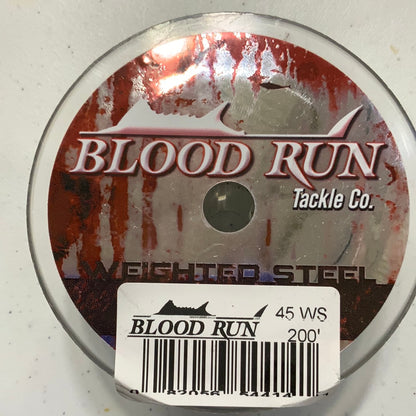 BLOOD RUN
Tackle Co.
WEIGHTED STEEL
BLOOD RUN
45 WS
200'